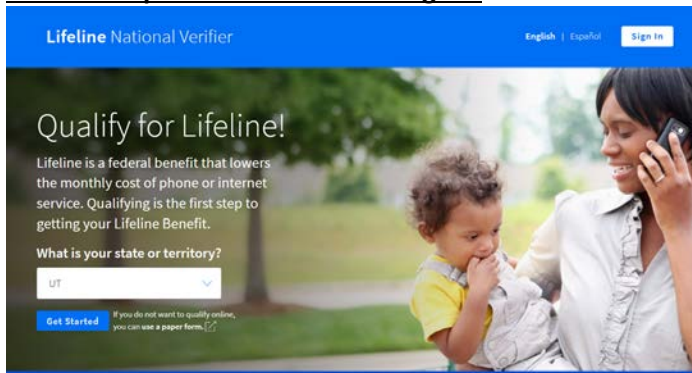 Lifeline National Verifier
English | Español
Sign In
Qualify for Lifeline!
Lifeline is a federal benefit that lowers
the monthly cost of phone or internet
service. Qualifying is the first step to
getting your Lifeline Benefit.
What is your state or territory?
UT
Get Started
If you do not want to qualify online,
you can use a paper form.